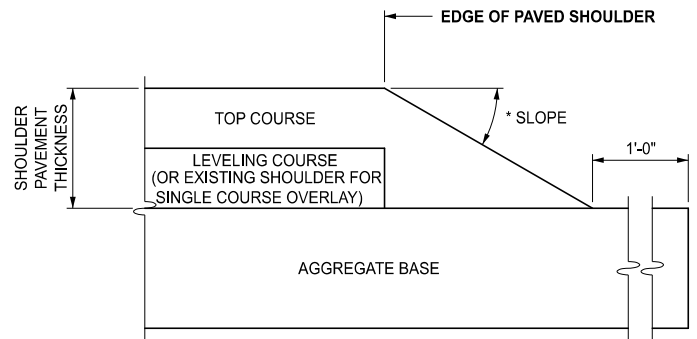 EDGE OF PAVED SHOULDER
SHOULDER
PAVEMENT
THICKNESS
TOP COURSE
* SLOPE
1'-0"
LEVELING COURSE
(OR EXISTING SHOULDER FOR
SINGLE COURSE OVERLAY)
AGGREGATE BASE